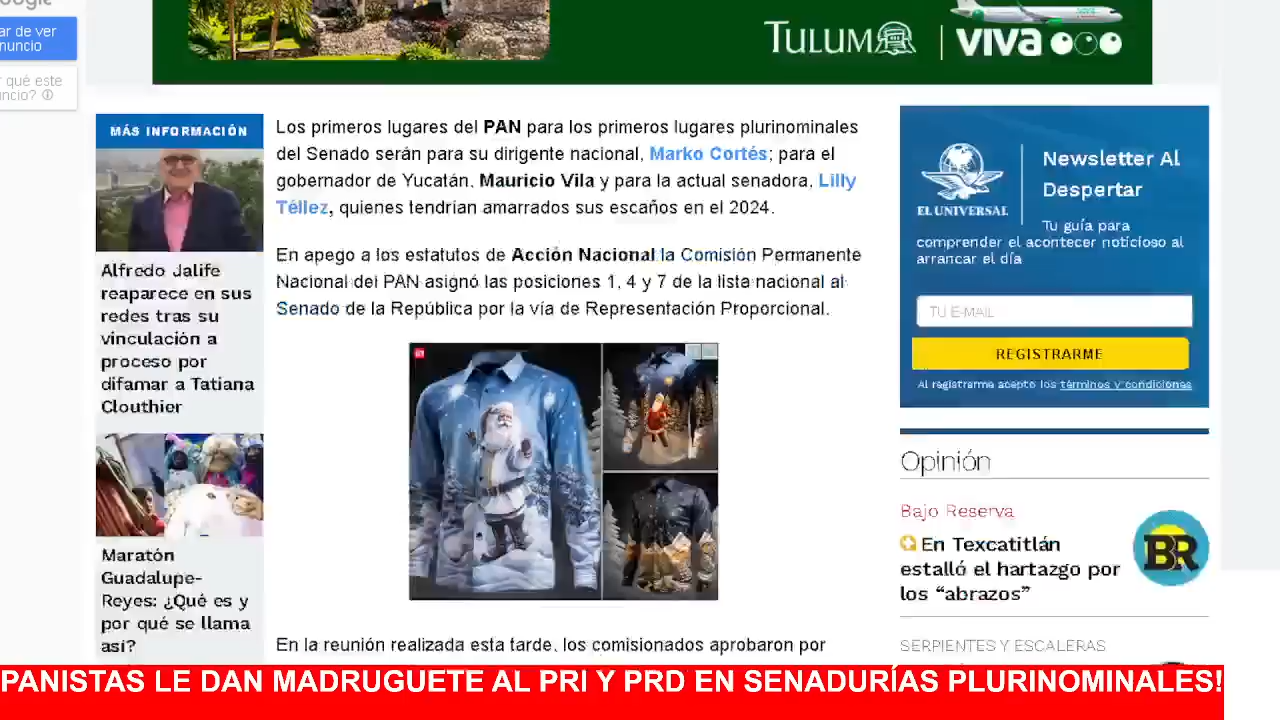 TULUM
VIVA
ar de ver
nuncio
qué este
ncio?
MÁS INFORMACIÓN
Alfredo Jalife
reaparece en sus
redes tras su
vinculación a
proceso por
difamar a Tatiana
Clouthier
Maratón
Guadalupe-
Reyes: ¿Qué es y
por qué se llama
así?
Los primeros lugares del PAN para los primeros lugares plurinominales
del Senado serán para su dirigente nacional, Marko Cortés; para el
gobernador de Yucatán, Mauricio Vila y para la actual senadora, Lilly
Téllez, quienes tendrían amarrados sus escaños en el 2024.
En apego a los estatutos de Acción Nacional la Comisión Permanente
Nacional del PAN asignó las posiciones 1, 4 y 7 de la lista nacional al
Senado de la República por la vía de Representación Proporcional.
En la reunión realizada esta tarde, los comisionados aprobaron por
EL UNIVERSAL
Newsletter Al
Despertar
Tu guía para
comprender el acontecer noticioso al
arrancar el día
TU E-MAIL
REGISTRARME
Al registrarme acepto los términos y condiciones
Opinión
Bajo Reserva
En Texcatitlán
estalló el hartazgo por
los “abrazos”
BR
SERPIENTES Y ESCALERAS
PANISTAS LE DAN MADRUGUETE AL PRI Y PRD EN SENADURÍAS PLURINOMINALES!